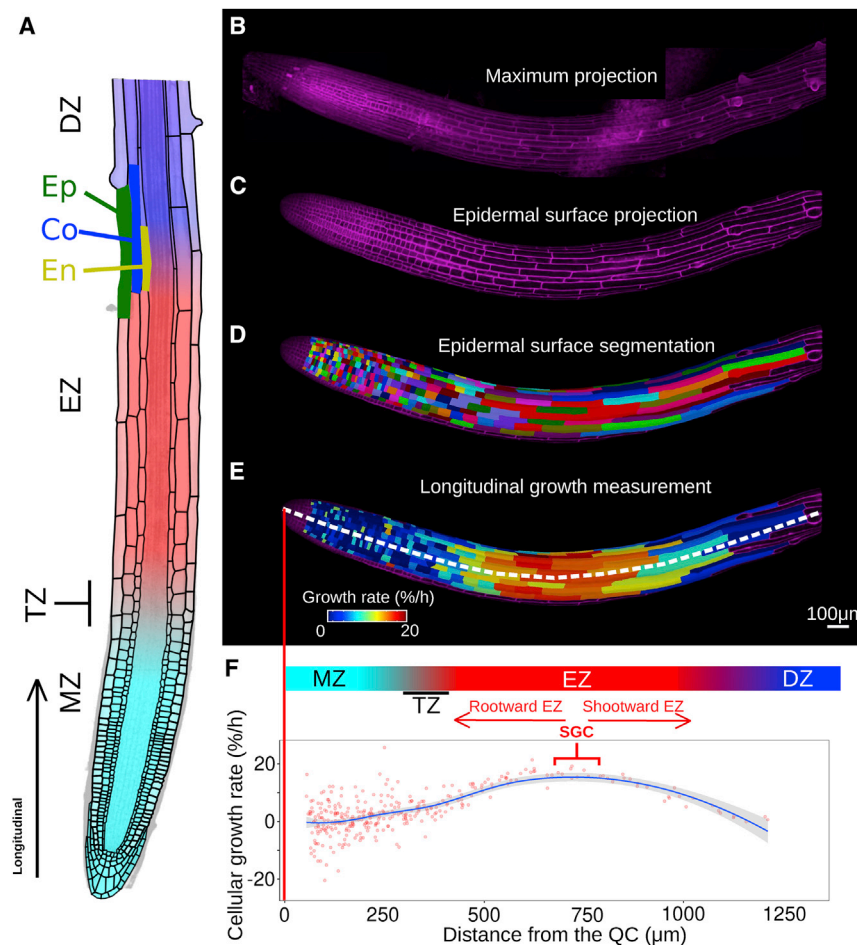 A
DZ
Ep
Co
En
EZ
TZ
MZ
Longitudinal
B
Maximum projection
C
Epidermal surface projection
D
Epidermal surface segmentation
E
Longitudinal growth measurement
Growth rate (%/h)
0 20
100μm
F
MZ EZ DZ
TZ
Rootward EZ Shootward EZ
SGC
Cellular growth rate (%/h)
20
0
-20
0 250 500 750 1000 1250
Distance from the QC (μm)